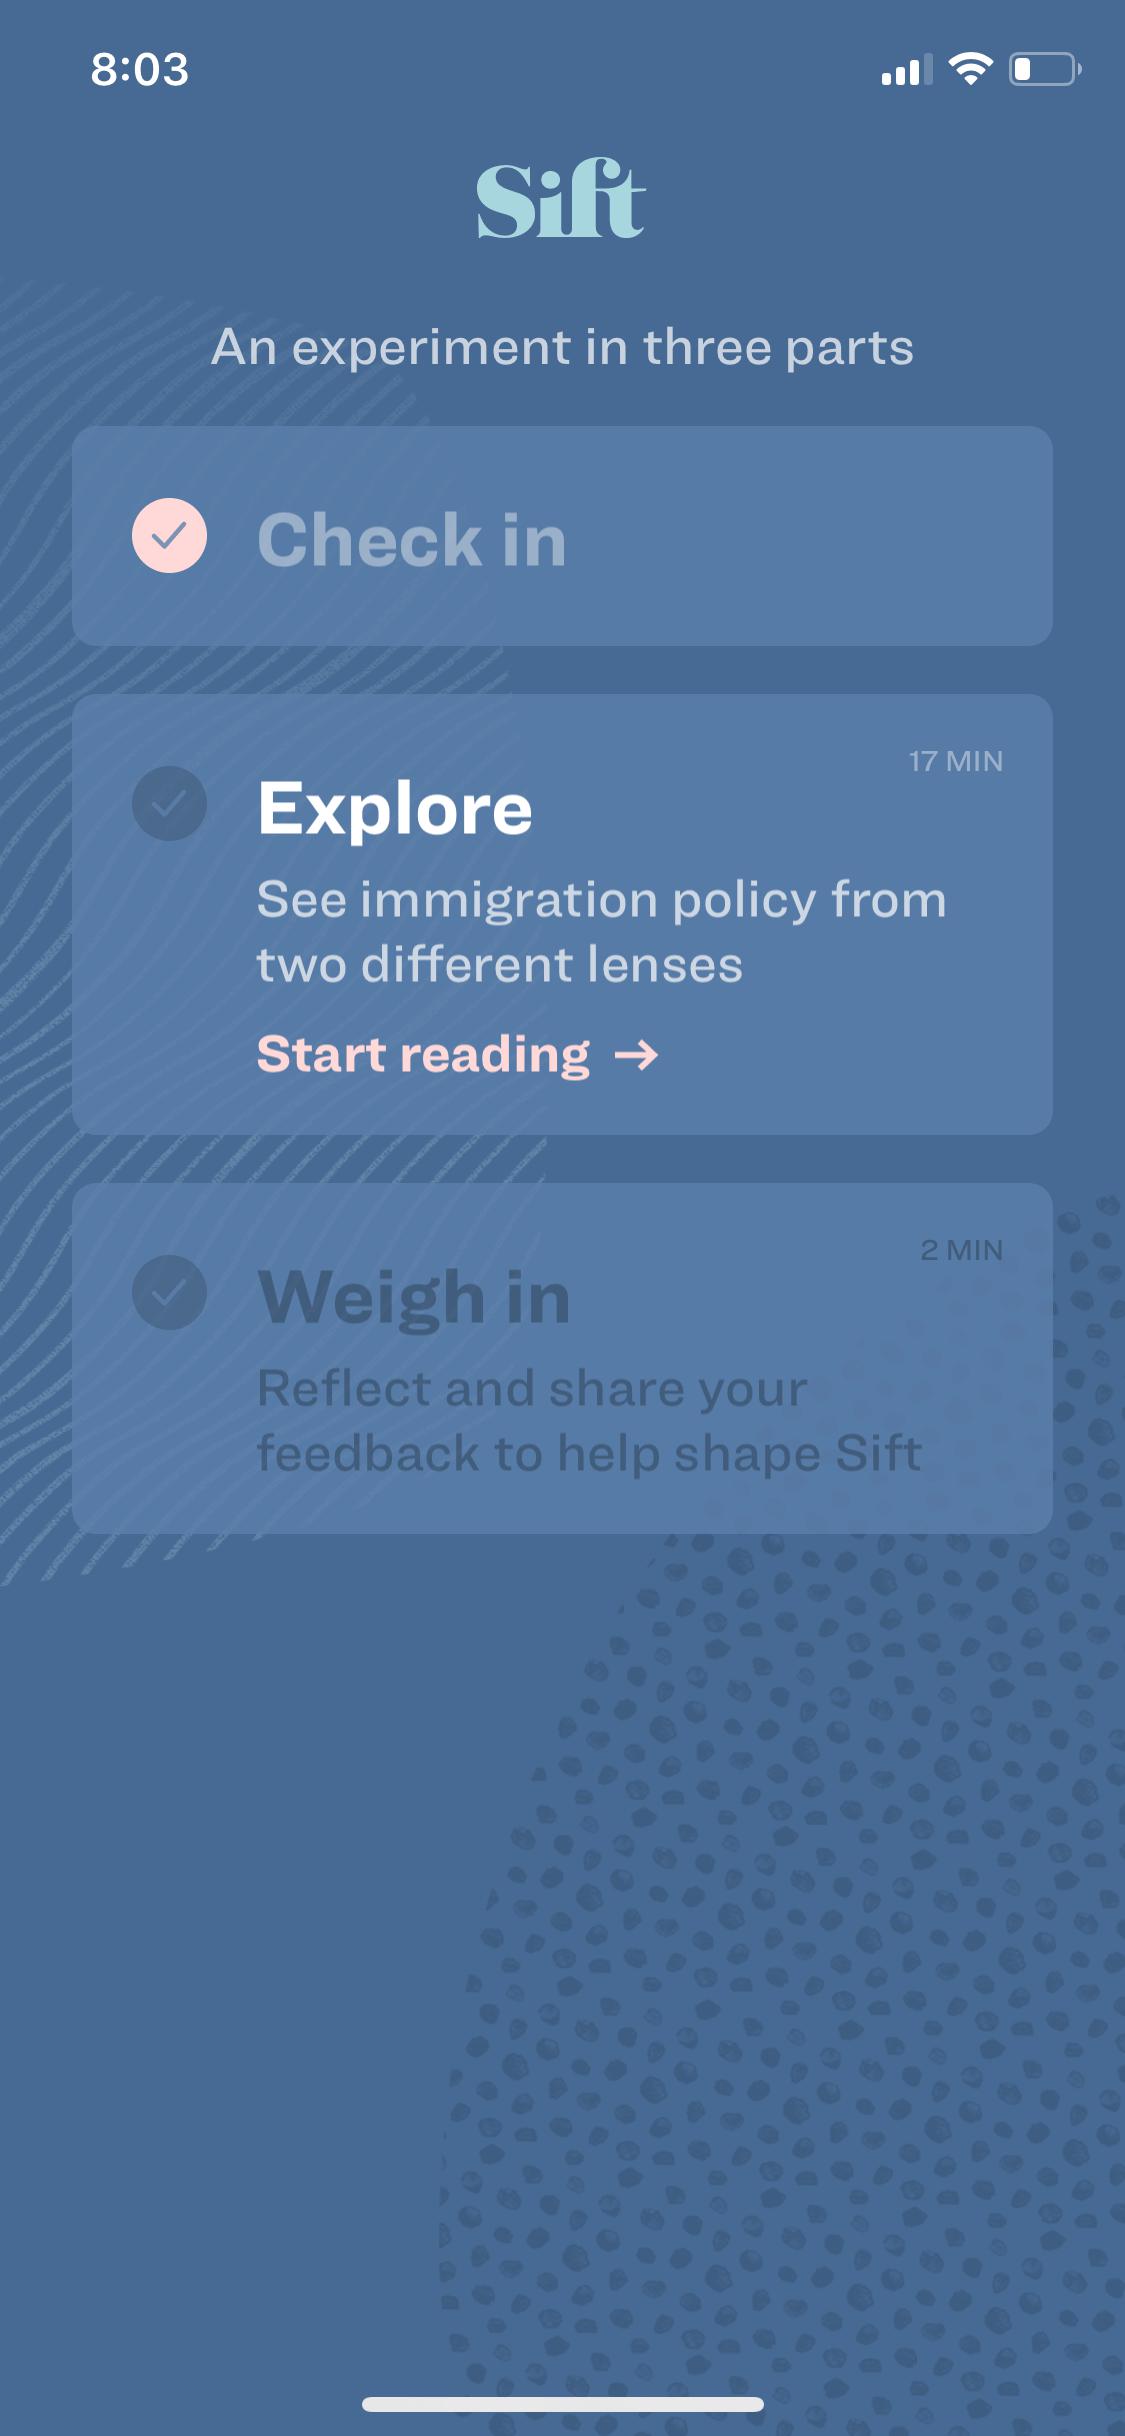 8:03
Sift
An experiment in three parts
Check in
17 MIN
Explore
See immigration policy from
two different lenses
Start reading →
2 MIN
Weigh in
Reflect and share your
feedback to help shape Sift